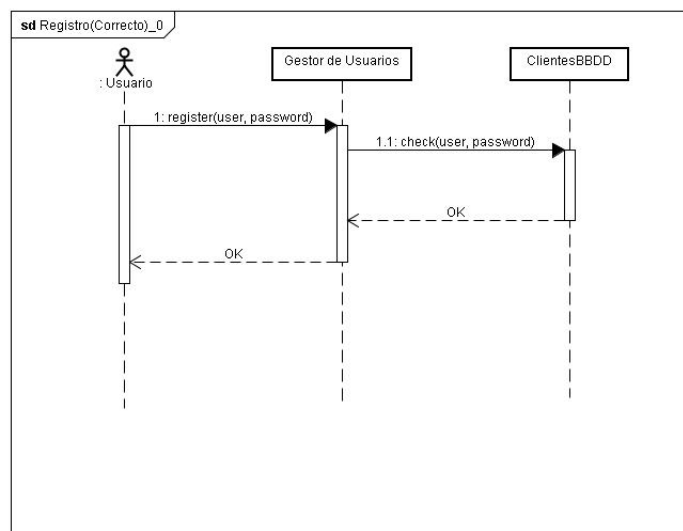 sd Registro(Correcto)_0
: Usuario
Gestor de Usuarios
ClientesBBDD
1: register(user, password)
1.1: check(user, password)
OK
OK